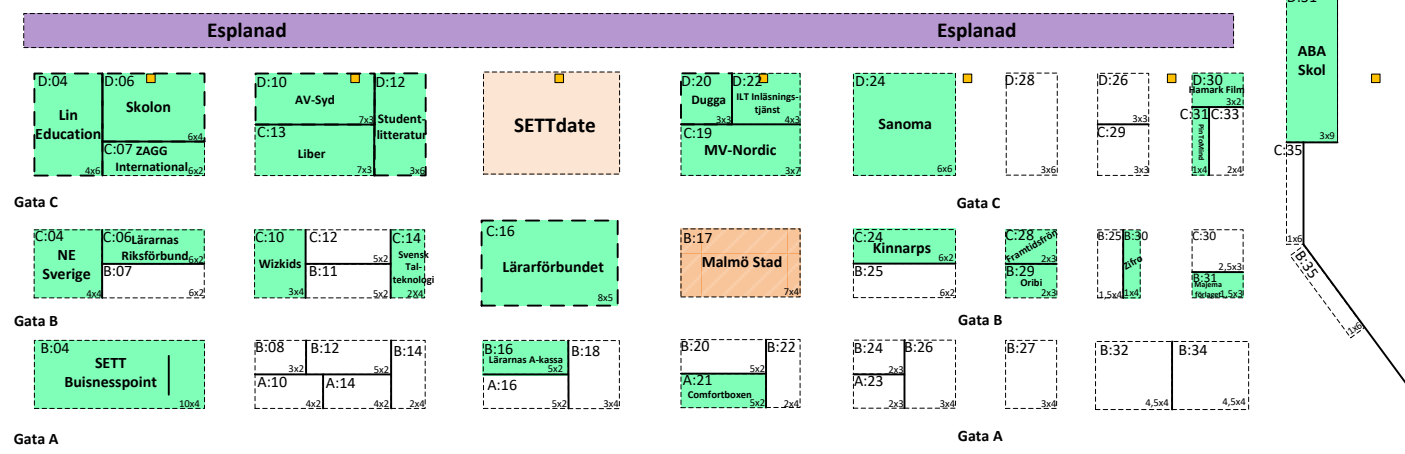 Esplanad
Esplanad
D:31
ABA
Skol
3x9
D:04
Lin
Education
4x6
D:06
Skolon
6x4
C:07 ZAGG
International
6x2
D:10
AV-Syd
7x3
C:13
Liber
7x3
D:12
Student-
litteratur
3x6
SETTdate
D:20
Dugga
3x3
D:22
ILT Inläsnings-
tjänst
4x3
C:19
MV-Nordic
3x7
D:24
Sanoma
6x6
D:28
3x6
D:26
3x3
C:29
3x3
D:30
Hamark Film
3x2
C:31
1x4
C:33
2x4
C:35
1x6
Gata C
Gata C
C:04
NE
Sverige
4x4
C:06
Lärarnas
Riksförbund
6x2
B:07
6x2
C:10
Wizkids
3x4
C:12
5x2
B:11
5x2
C:14
Svensk
Tal-
teknologi
2X4
C:16
Lärarförbundet
8x5
B:17
Malmö Stad
7x4
C:24
Kinnarps
6x2
B:25
6x2
C:28
Framtidsfrön
2x3
B:29
Oribi
2x3
B:25
1,5x4
B:30
Zifro
1x4
C:30
2,5x3
B:31
Majema
förlaget
1,5x3
B:35
1x6
Gata B
Gata B
B:04
SETT
Buisnesspoint
10x4
B:08
3x2
B:12
5x2
B:14
2x4
A:10
4x2
A:14
4x2
B:16
Lärarnas A-kassa
5x2
A:16
5x2
B:18
3x4
B:20
5x2
A:21
Comfortboxen
5x2
B:22
2x4
B:24
2x3
A:23
2x3
B:26
3x4
B:27
3x4
B:32
4,5x4
B:34
4,5x4
Gata A
Gata A